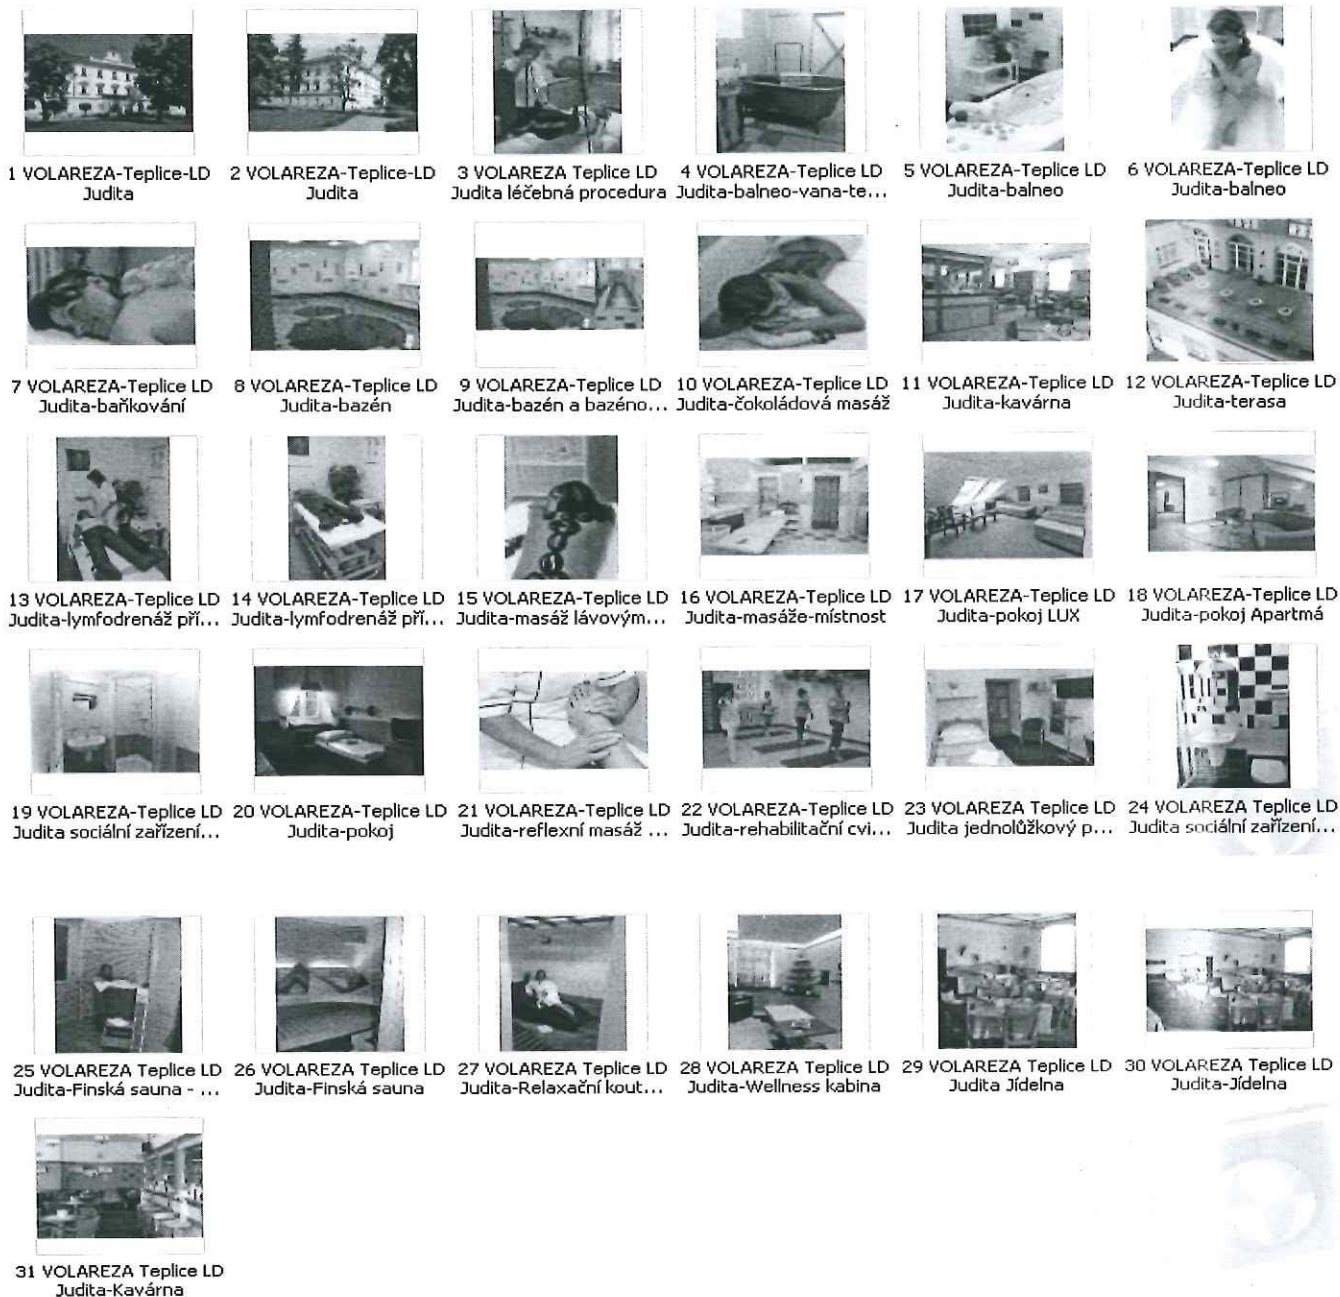 1 VOLAREZA-Teplice-LD
Judita
2 VOLAREZA-Teplice-LD
Judita
3 VOLAREZA Teplice LD
Judita léčebná procedura
4 VOLAREZA-Teplice LD
Judita-balneo-vana-te...
5 VOLAREZA-Teplice LD
Judita-balneo
6 VOLAREZA-Teplice LD
Judita-balneo
7 VOLAREZA-Teplice LD
Judita-baňkování
8 VOLAREZA-Teplice LD
Judita-bazén
9 VOLAREZA-Teplice LD
Judita-bazén a bazéno...
10 VOLAREZA-Teplice LD
Judita-čokoládová masáž
11 VOLAREZA-Teplice LD
Judita-kavárna
12 VOLAREZA-Teplice LD
Judita-terasa
13 VOLAREZA-Teplice LD
Judita-lymfodrenáž pří...
14 VOLAREZA-Teplice LD
Judita-lymfodrenáž pří...
15 VOLAREZA-Teplice LD
Judita-masáž lávovým...
16 VOLAREZA-Teplice LD
Judita-masáže-místnost
17 VOLAREZA-Teplice LD
Judita-pokoj LUX
18 VOLAREZA-Teplice LD
Judita-pokoj Apartmá
19 VOLAREZA-Teplice LD
Judita sociální zařízení...
20 VOLAREZA-Teplice LD
Judita-pokoj
21 VOLAREZA-Teplice LD
Judita-reflexní masáž ...
22 VOLAREZA-Teplice LD
Judita-rehabilitační cvi...
23 VOLAREZA Teplice LD
Judita jednolůžkový p...
24 VOLAREZA Teplice LD
Judita sociální zařízení...
25 VOLAREZA Teplice LD
Judita-Finská sauna - ...
26 VOLAREZA Teplice LD
Judita-Finská sauna
27 VOLAREZA Teplice LD
Judita-Relaxační kout...
28 VOLAREZA Teplice LD
Judita-Wellness kabina
29 VOLAREZA Teplice LD
Judita Jídelna
30 VOLAREZA Teplice LD
Judita-Jídelna
31 VOLAREZA Teplice LD
Judita-Kavárna